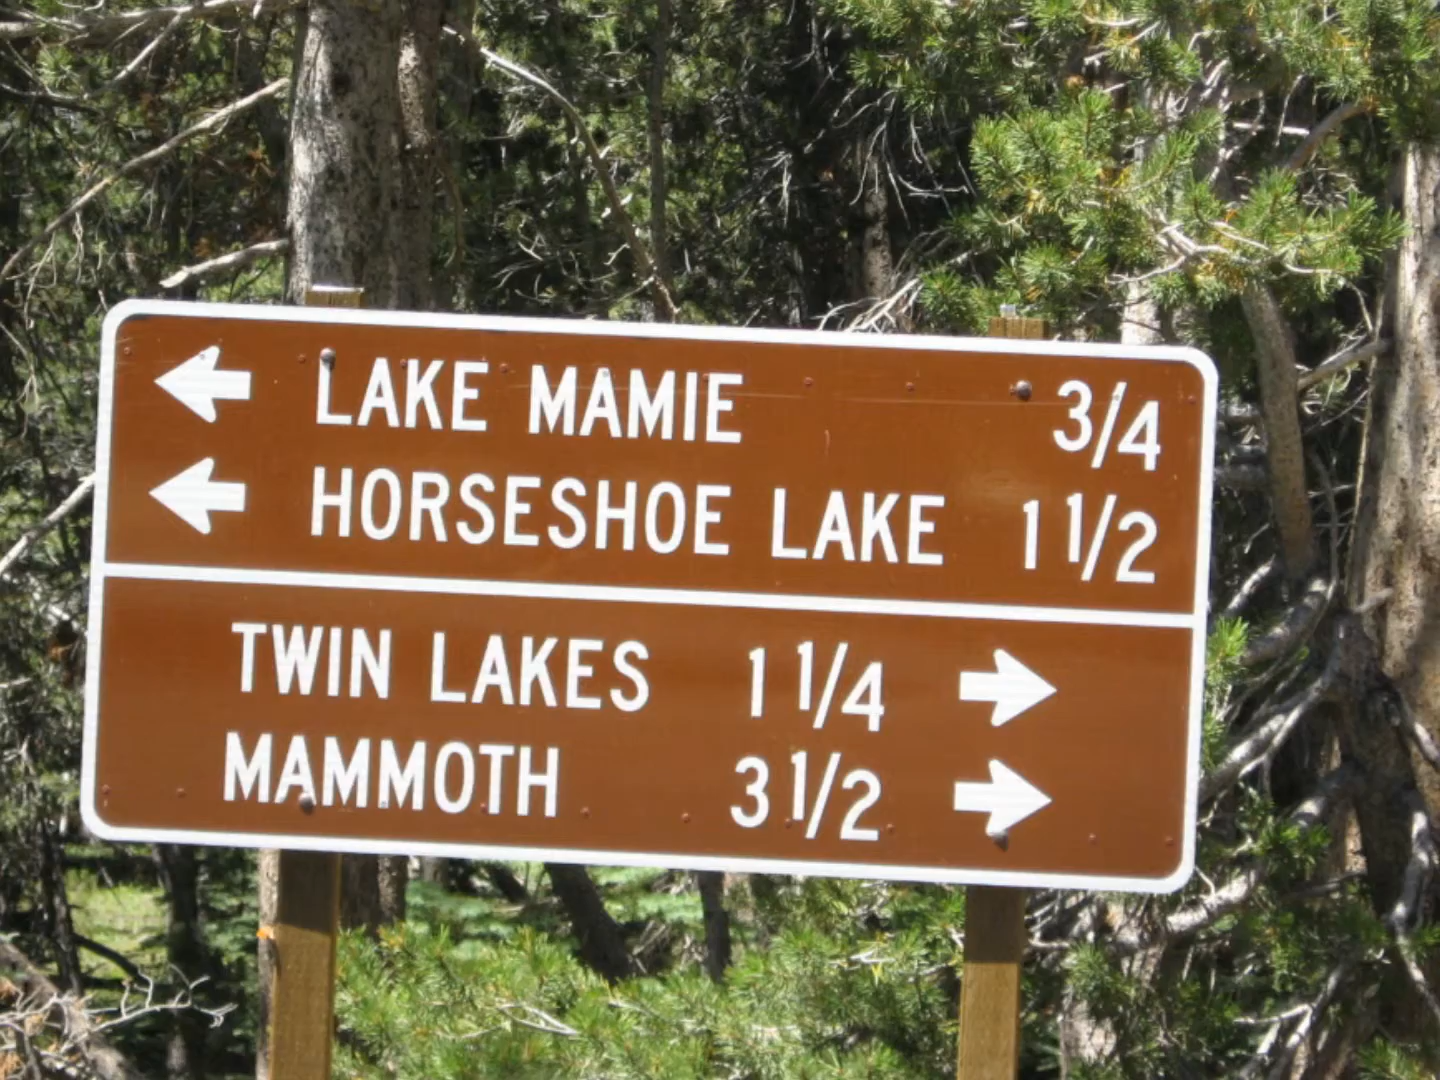 LAKE MAMIE 3/4
HORSESHOE LAKE 1 1/2
TWIN LAKES 1 1/4
MAMMOTH 3 1/2